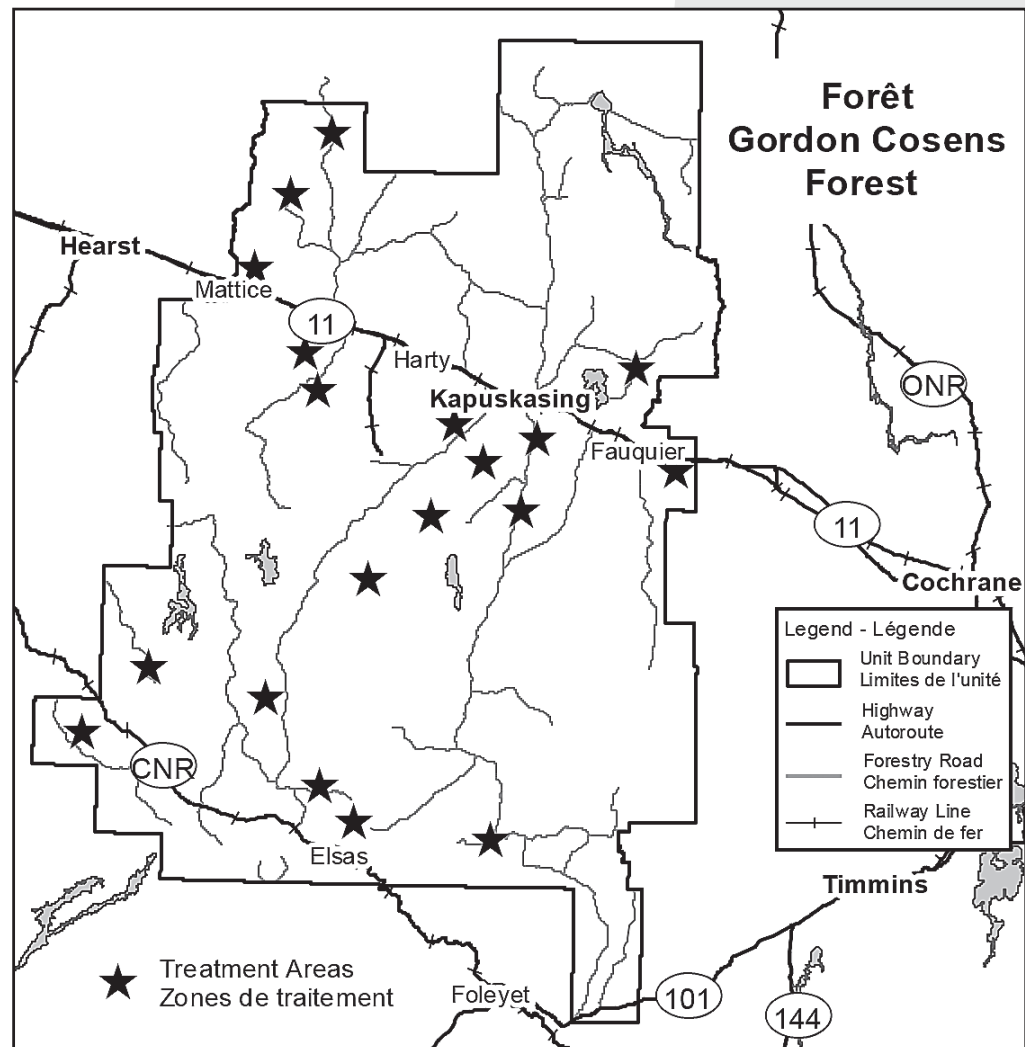 Forêt
Gordon Cosens
Forest
Hearst
Mattice
11
Harty
Kapuskasing
ONR
Fauquier
11
Cochrane
Legend - Légende
Unit Boundary
Limites de l'unité
Highway
Autoroute
Forestry Road
Chemin forestier
Railway Line
Chemin de fer
CNR
Elsas
Timmins
Treatment Areas
Zones de traitement
Foleyet
101
144